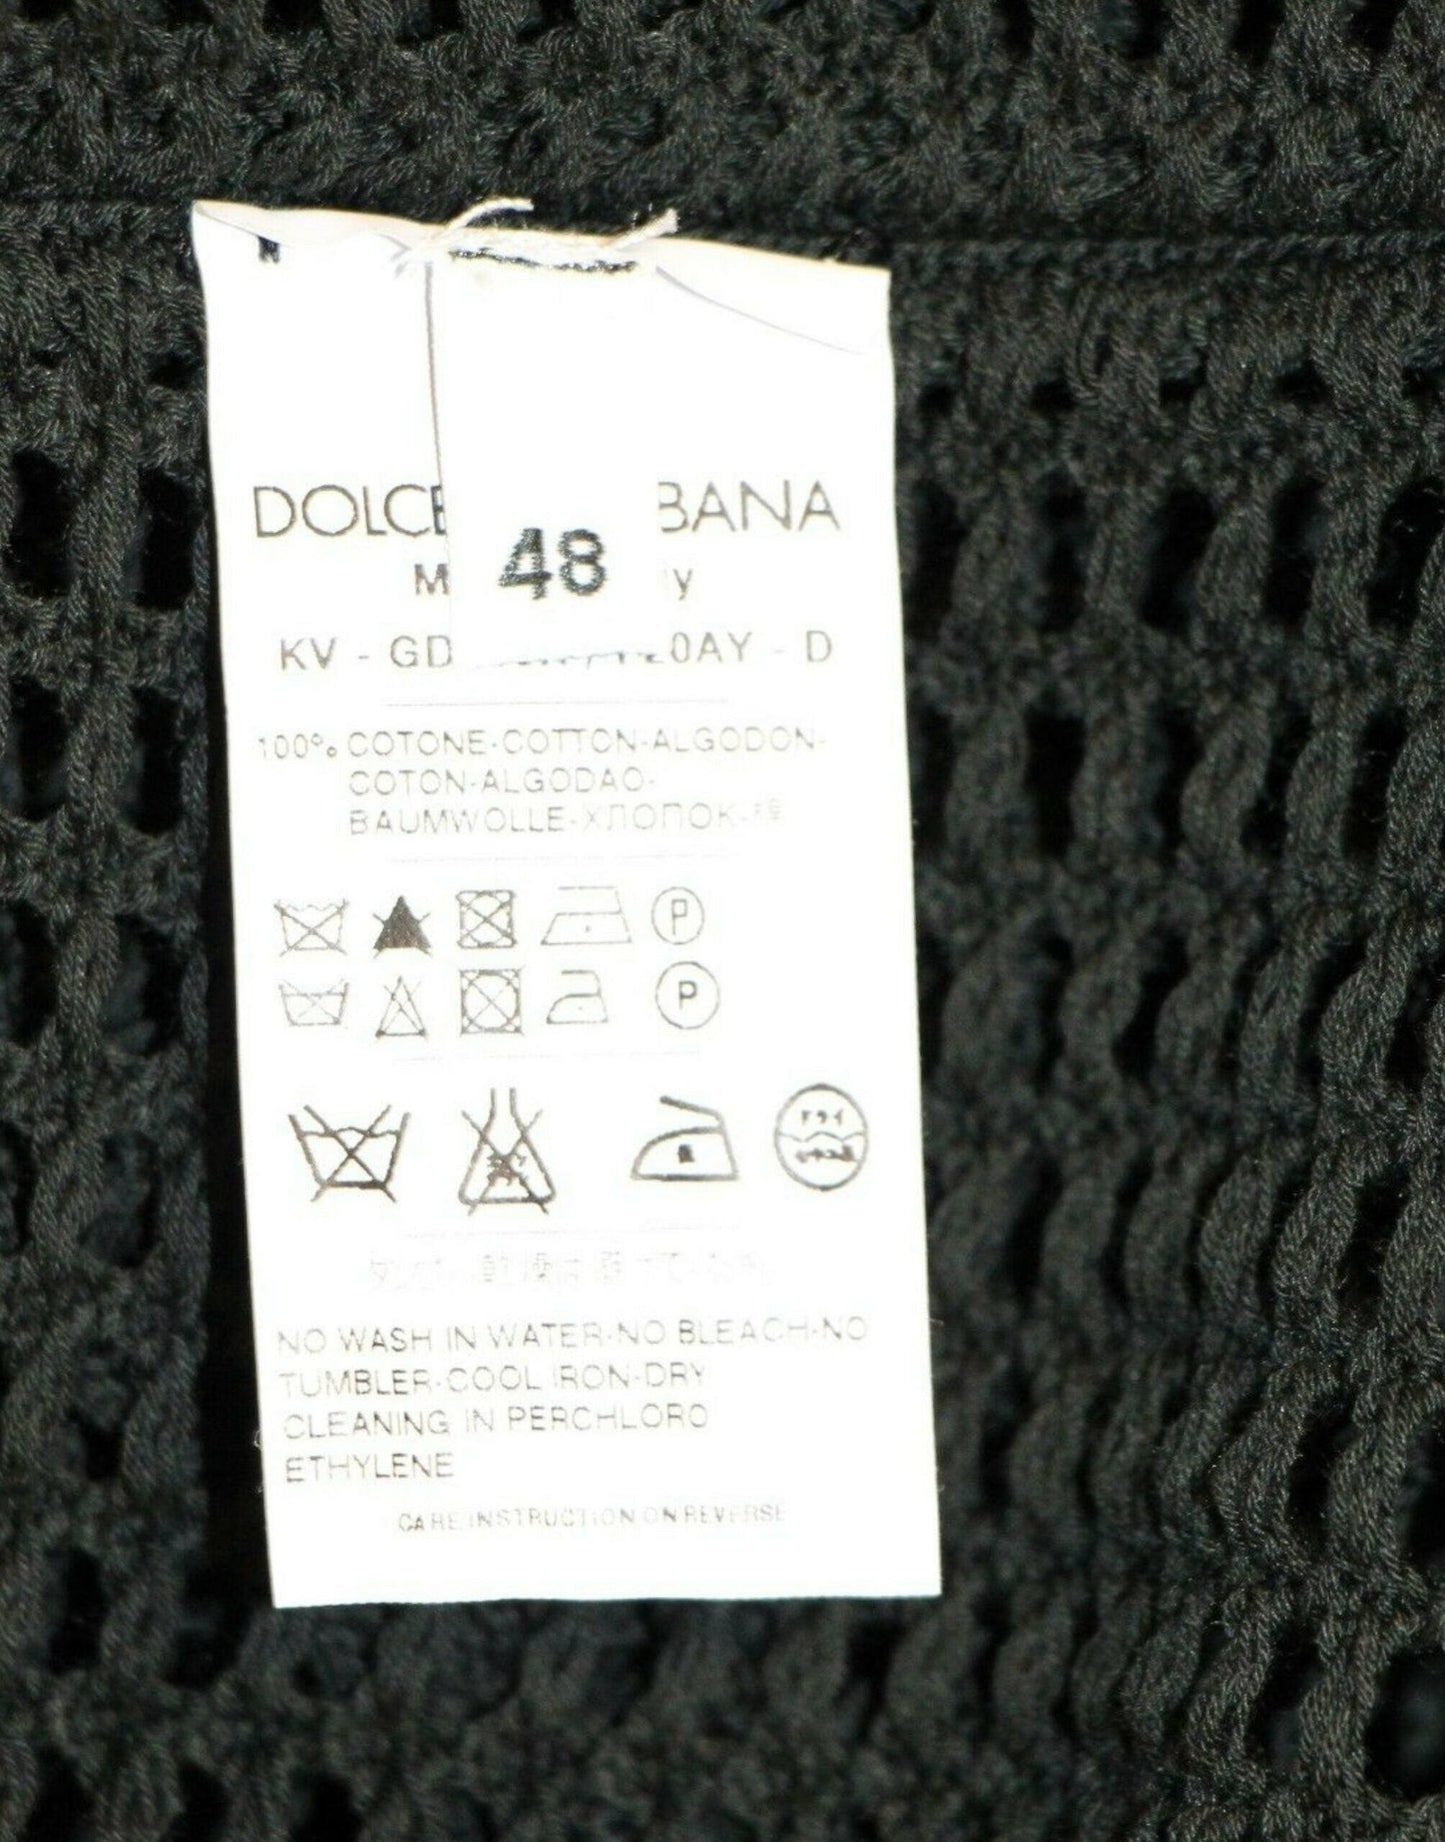 DOLCE BANA
48
KV - GD 0AY - D
100% COTONE-COTTON-ALGODON-
COTON-ALGODAO-
BAUMWOLLE-ХЛОПОК-
P
P
NO WASH IN WATER-NO BLEACH-NO
TUMBLER-COOL IRON-DRY
CLEANING IN PERCHLORO
ETHYLENE
CARE INSTRUCTION ON REVERSE